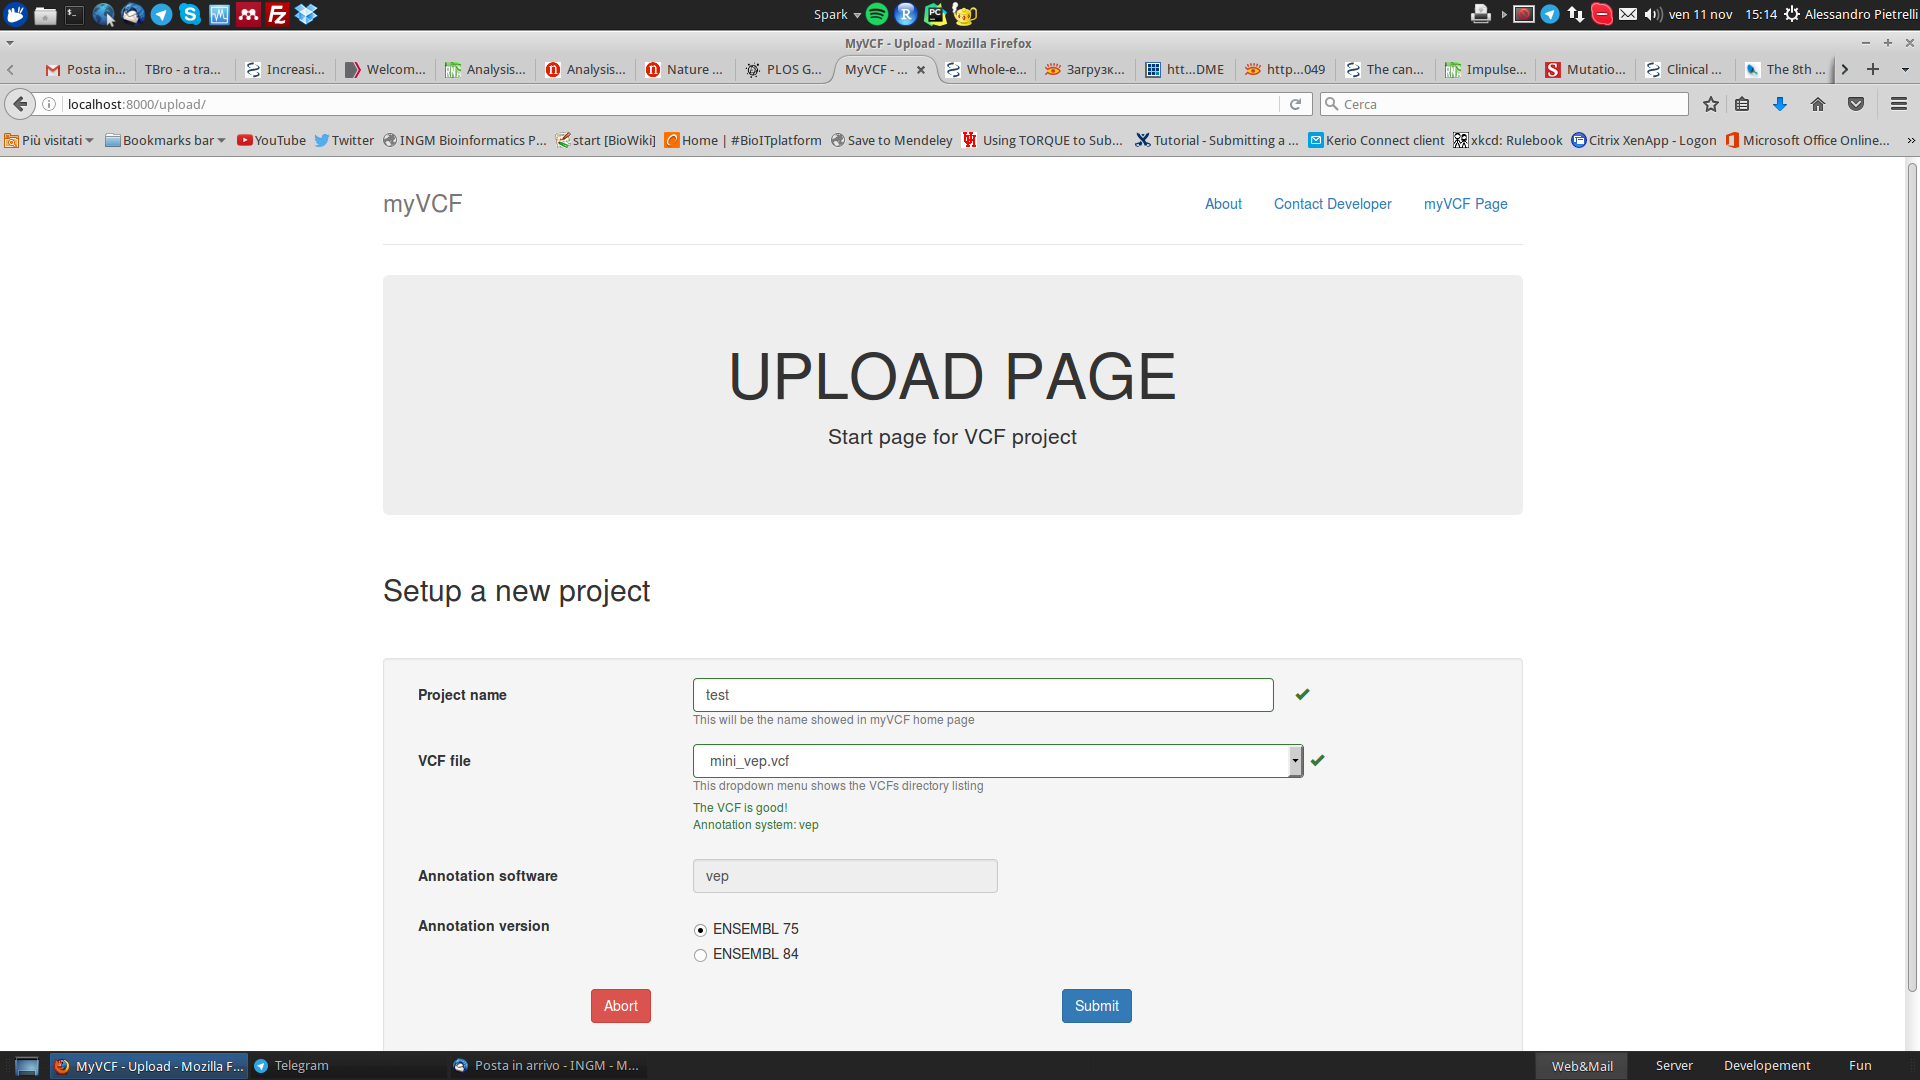 Spark
ven 11 nov 15:14 Alessandro Pietrelli
MyVCF - Upload - Mozilla Firefox
Posta in...
TBro - a tra...
Increasi...
Welcom...
Analysis...
Analysis...
Nature ...
PLOS G...
MyVCF - ...
Whole-e...
Загрузк...
htt...DME
http...049
The can...
Impulse...
Mutatio...
Clinical ...
The 8th ...
localhost:8000/upload/
Cerca
Più visitati
Bookmarks bar
YouTube
Twitter
INGM Bioinformatics P...
start [BioWiki]
Home | #BioITplatform
Save to Mendeley
Using TORQUE to Sub...
Tutorial - Submitting a ...
Kerio Connect client
xkcd: Rulebook
Citrix XenApp - Logon
Microsoft Office Online...
myVCF
About
Contact Developer
myVCF Page
UPLOAD PAGE
Start page for VCF project
Setup a new project
Project name
test
This will be the name showed in myVCF home page
VCF file
mini_vep.vcf
This dropdown menu shows the VCFs directory listing
The VCF is good!
Annotation system: vep
Annotation software
vep
Annotation version
ENSEMBL 75
ENSEMBL 84
Abort
Submit
MyVCF - Upload - Mozilla F...
Telegram
Posta in arrivo - INGM - M...
Web&Mail
Server
Developement
Fun